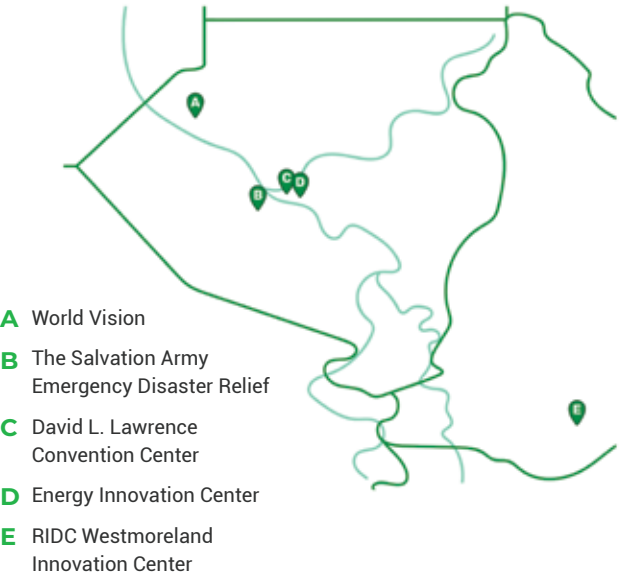 A
C
D
B
E
A World Vision
B The Salvation Army
Emergency Disaster Relief
C David L. Lawrence
Convention Center
D Energy Innovation Center
E RIDC Westmoreland
Innovation Center